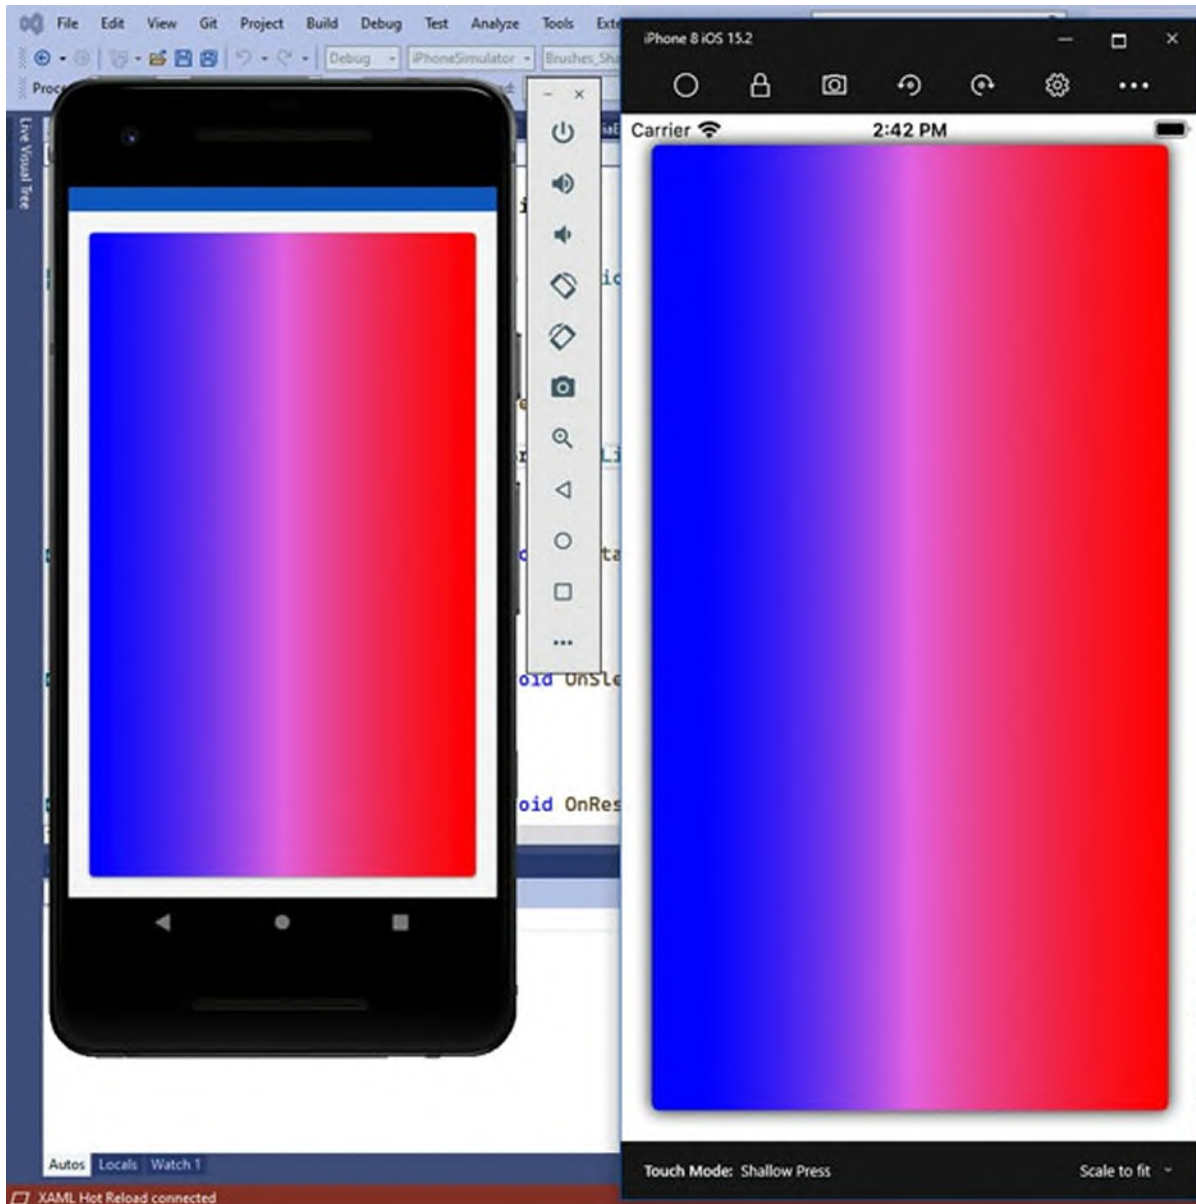 File Edit View Git Project Build Debug Test Analyze Tools
iPhone 8 iOS 15.2
Debug iPhoneSimulator
Live Visual Tree
Carrier 2:42 PM
oid OnSle
oid OnRes
Autos Locals Watch 1
Touch Mode: Shallow Press Scale to fit
XAML Hot Reload connected